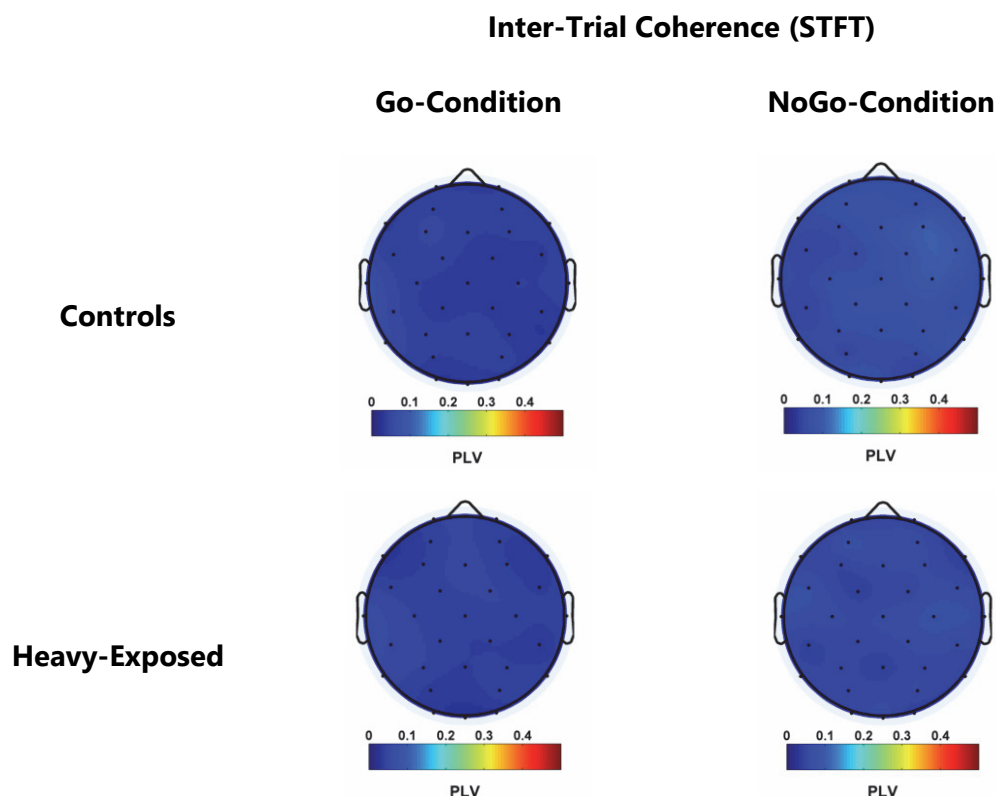 Inter-Trial Coherence (STFT)
Go-Condition NoGo-Condition
Controls
0 0.1 0.2 0.3 0.4
PLV
0 0.1 0.2 0.3 0.4
PLV
Heavy-Exposed
0 0.1 0.2 0.3 0.4
PLV
0 0.1 0.2 0.3 0.4
PLV